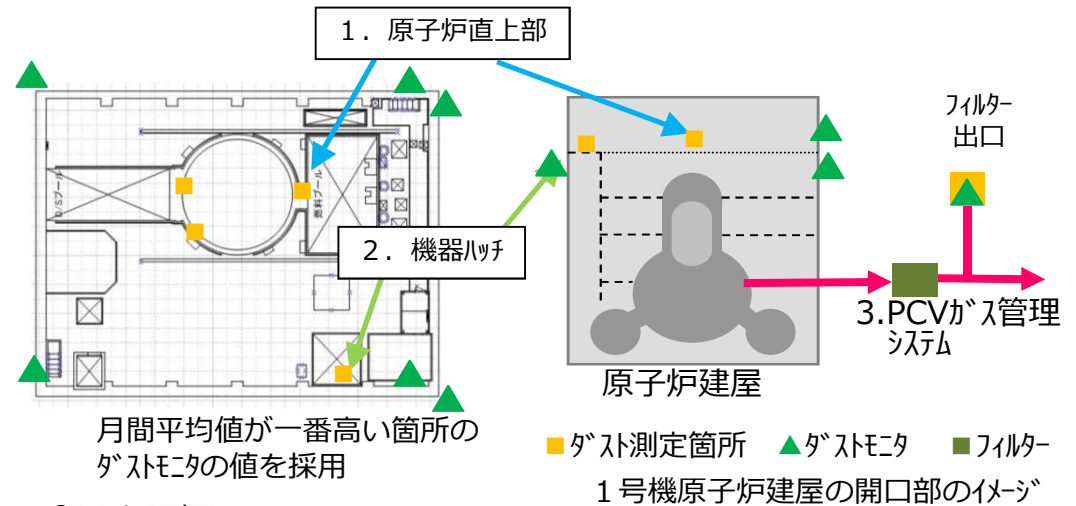 1．原子炉直上部
D/Sプール
燃料プール
2．機器ﾊｯﾁ
ﾌｨﾙﾀｰ
出口
3.PCVｶﾞｽ管理
ｼｽﾃﾑ
原子炉建屋
月間平均値が一番高い箇所の
ﾀﾞｽﾄﾓﾆﾀの値を採用
ﾀﾞｽﾄ測定箇所 ﾀﾞｽﾄﾓﾆﾀ ﾌｨﾙﾀｰ
１号機原子炉建屋の開口部のｲﾒｰｼﾞ